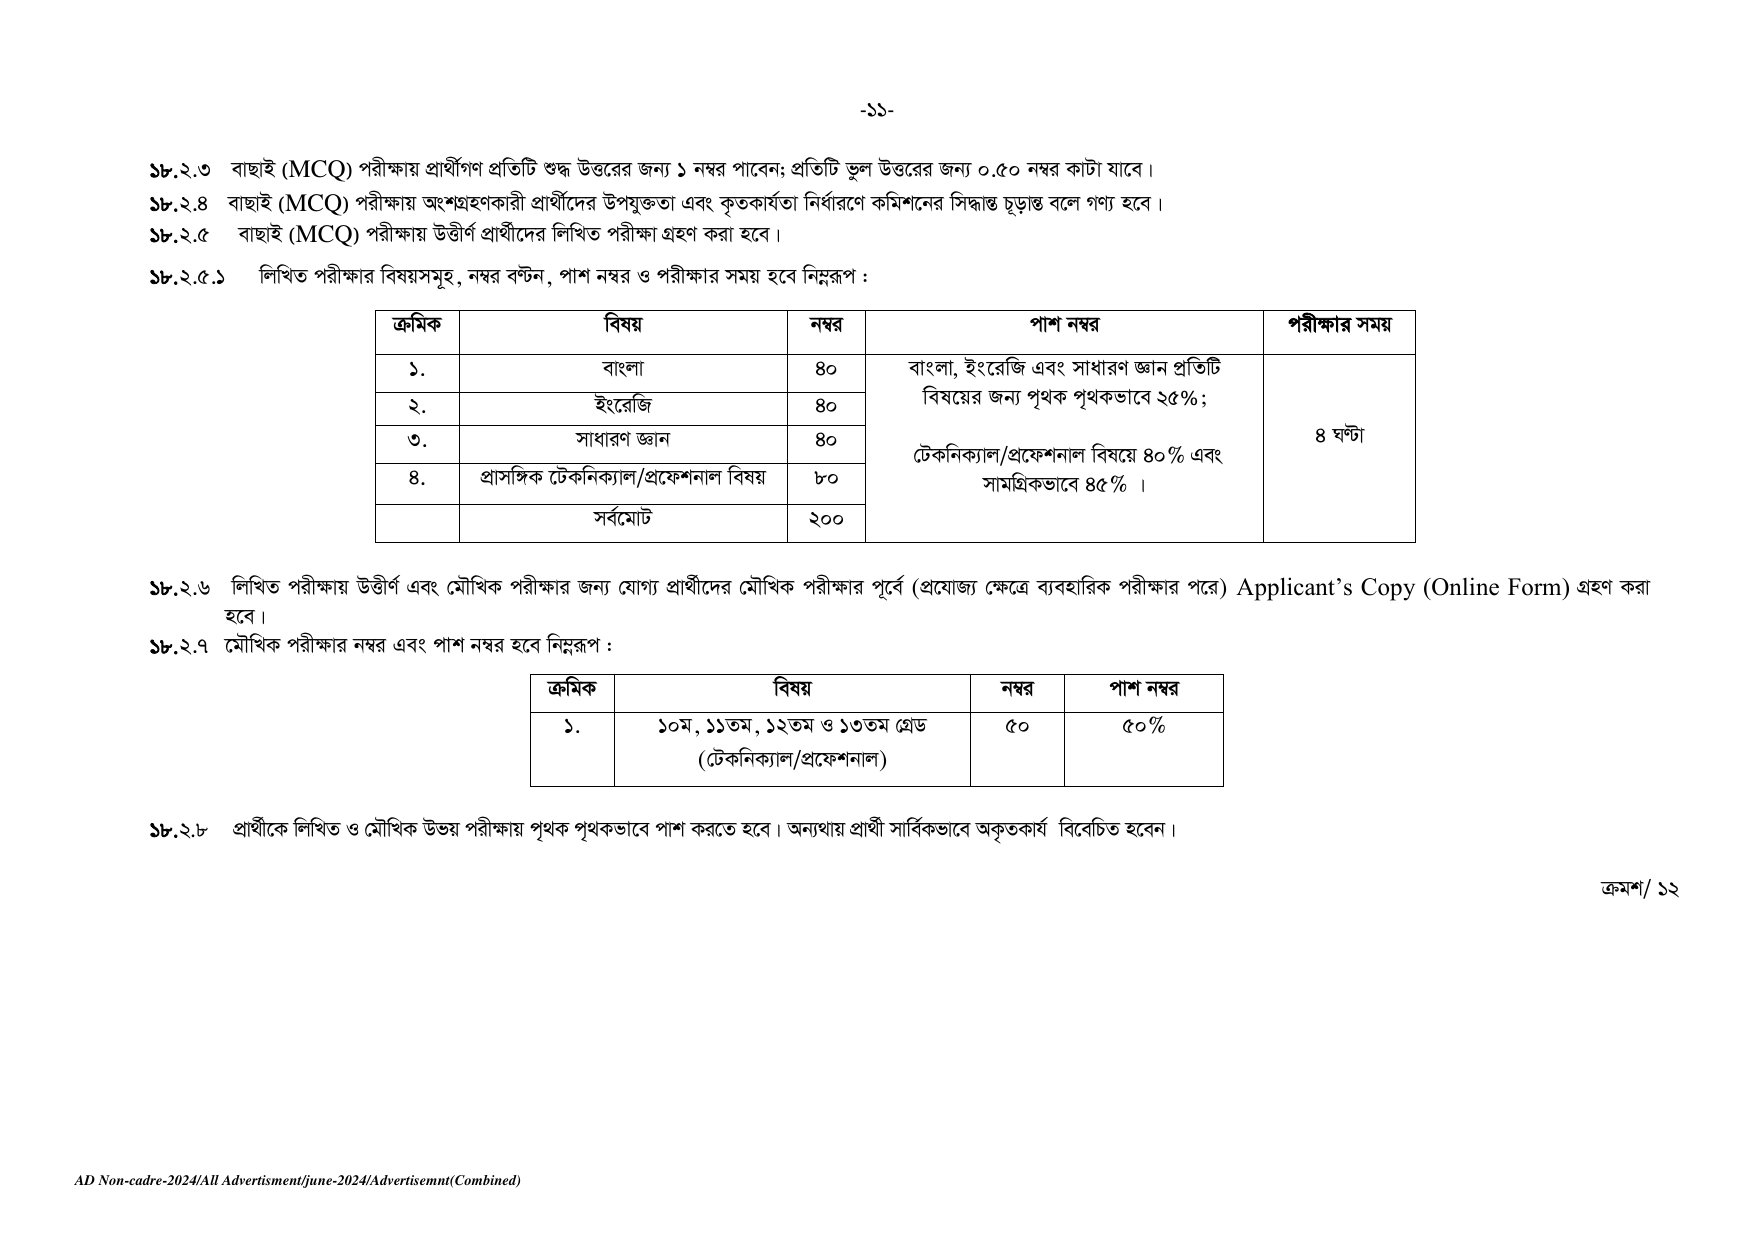 -১১-
১৮.২.৩ বাছাই (MCQ) পরীক্ষায় প্রার্থীগণ প্রতিটি শুদ্ধ উত্তরের জন্য ১ নম্বর পাবেন; প্রতিটি ভুল উত্তরের জন্য ০.৫০ নম্বর কাটা যাবে।
১৮.২.৪ বাছাই (MCQ) পরীক্ষায় অংশগ্রহণকারী প্রার্থীদের উপযুক্ততা এবং কৃতকার্যতা নির্ধারণে কমিশনের সিদ্ধান্ত চূড়ান্ত বলে গণ্য হবে।
১৮.২.৫ বাছাই (MCQ) পরীক্ষায় উত্তীর্ণ প্রার্থীদের লিখিত পরীক্ষা গ্রহণ করা হবে।
১৮.২.৫.১ লিখিত পরীক্ষার বিষয়সমূহ, নম্বর বণ্টন, পাশ নম্বর ও পরীক্ষার সময় হবে নিম্নরূপ :
ক্রমিক বিষয় নম্বর পাশ নম্বর পরীক্ষার সময়
১. বাংলা ৪০ বাংলা, ইংরেজি এবং সাধারণ জ্ঞান প্রতিটি
বিষয়ের জন্য পৃথক পৃথকভাবে ২৫%;
২. ইংরেজি ৪০
৩. সাধারণ জ্ঞান ৪০ ৪ ঘণ্টা
টেকনিক্যাল/প্রফেশনাল বিষয়ে ৪০% এবং
৪. প্রাসঙ্গিক টেকনিক্যাল/প্রফেশনাল বিষয় ৮০ সামগ্রিকভাবে ৪৫% ।
সর্বমোট ২০০
১৮.২.৬ লিখিত পরীক্ষায় উত্তীর্ণ এবং মৌখিক পরীক্ষার জন্য যোগ্য প্রার্থীদের মৌখিক পরীক্ষার পূর্বে (প্রযোজ্য ক্ষেত্রে ব্যবহারিক পরীক্ষার পরে) Applicant’s Copy (Online Form) গ্রহণ করা
হবে।
১৮.২.৭ মৌখিক পরীক্ষার নম্বর এবং পাশ নম্বর হবে নিম্নরূপ :
ক্রমিক বিষয় নম্বর পাশ নম্বর
১. ১০ম, ১১তম, ১২তম ও ১৩তম গ্রেড ৫০ ৫০%
(টেকনিক্যাল/প্রফেশনাল)
১৮.২.৮ প্রার্থীকে লিখিত ও মৌখিক উভয় পরীক্ষায় পৃথক পৃথকভাবে পাশ করতে হবে। অন্যথায় প্রার্থী সার্বিকভাবে অকৃতকার্য বিবেচিত হবেন।
ক্রমশ/ ১২
AD Non-cadre-2024/All Advertisment/june-2024/Advertisemnt(Combined)